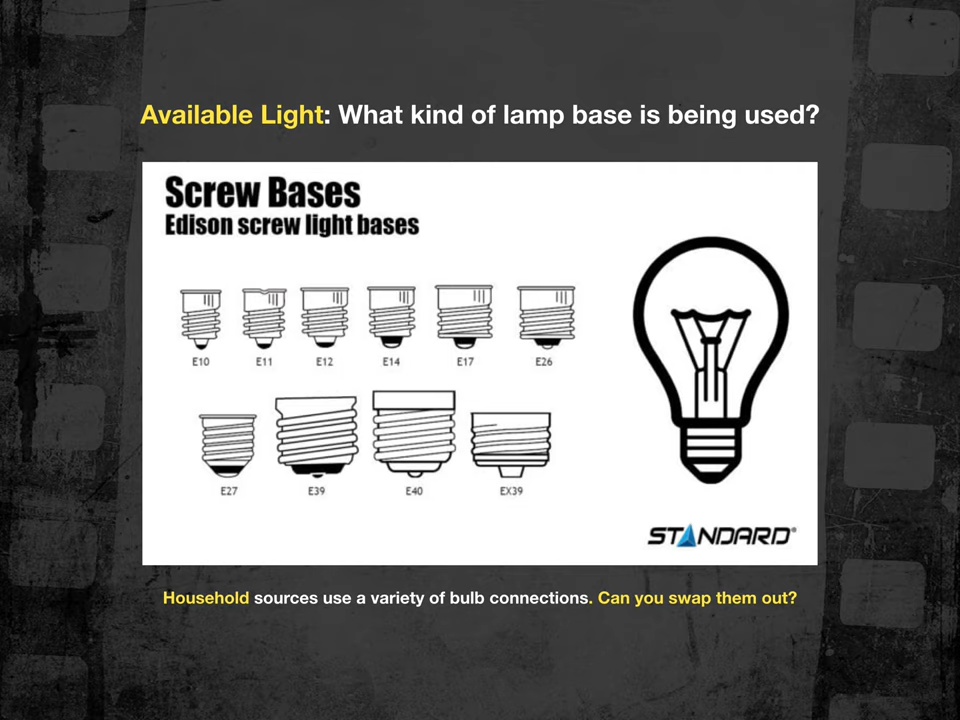 Available Light: What kind of lamp base is being used?
Screw Bases
Edison screw light bases
E10 E11 E12 E14 E17 E26
E27 E39 E40 EX39
STANDARD®
Household sources use a variety of bulb connections. Can you swap them out?